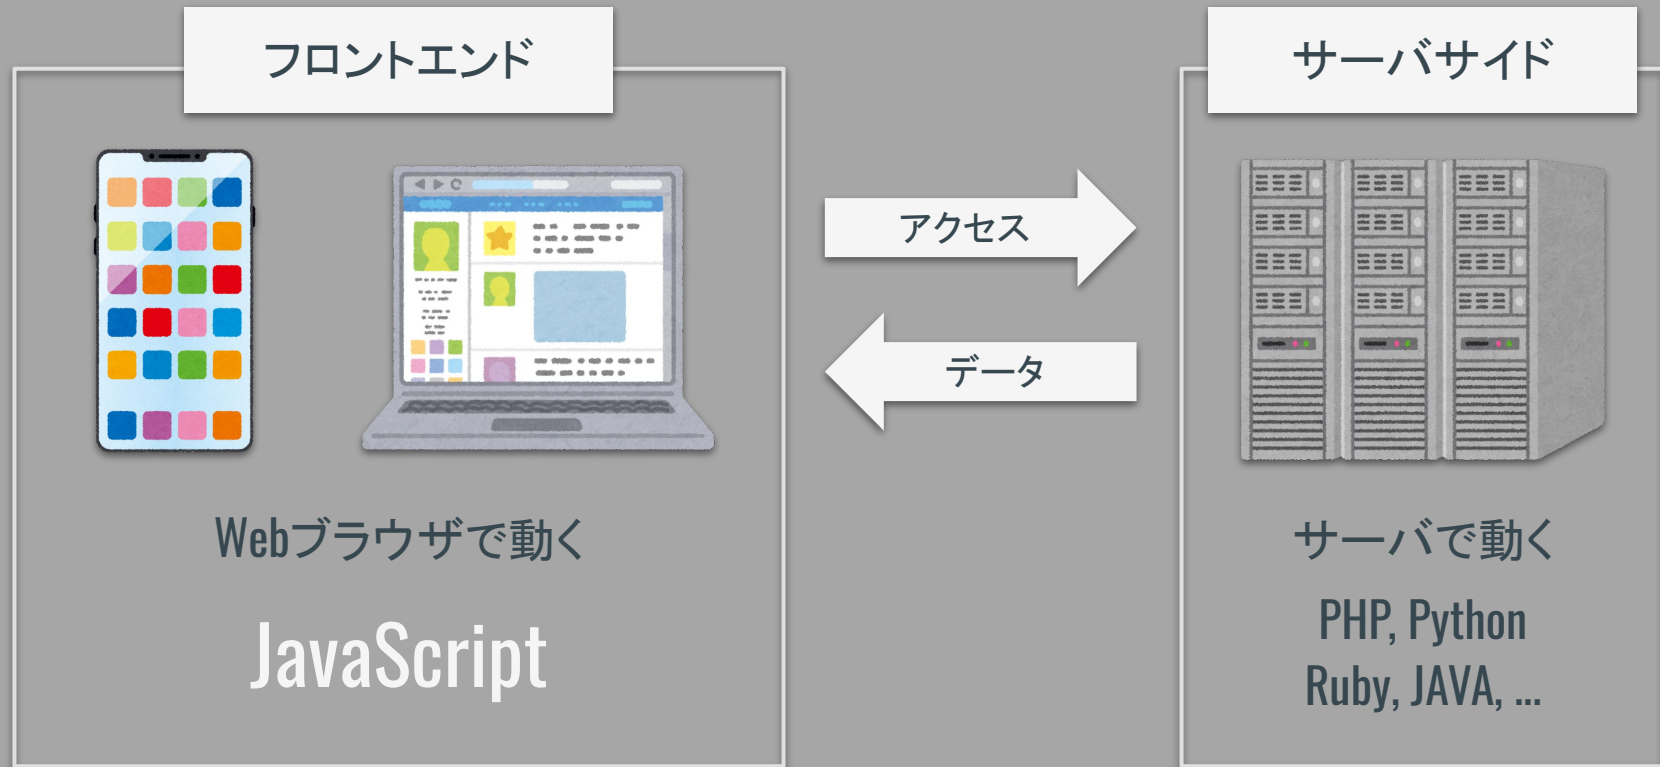 フロントエンド
Webブラウザで動く
JavaScript
アクセス
データ
サーバサイド
サーバで動く
PHP, Python
Ruby, JAVA, ...